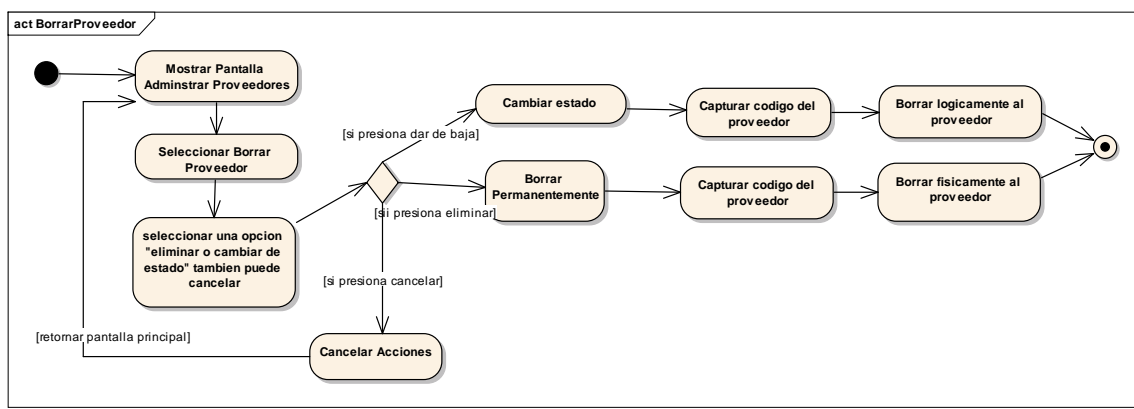 act BorrarProveedor
Mostrar Pantalla
Adminstrar Proveedores
Seleccionar Borrar
Proveedor
seleccionar una opcion
"eliminar o cambiar de
estado" tambien puede
cancelar
[si presiona dar de baja]
Cambiar estado
Capturar codigo del
proveedor
Borrar logicamente al
proveedor
[sii presiona eliminar]
Borrar
Permanentemente
Capturar codigo del
proveedor
Borrar fisicamente al
proveedor
[si presiona cancelar]
Cancelar Acciones
[retornar pantalla principal]